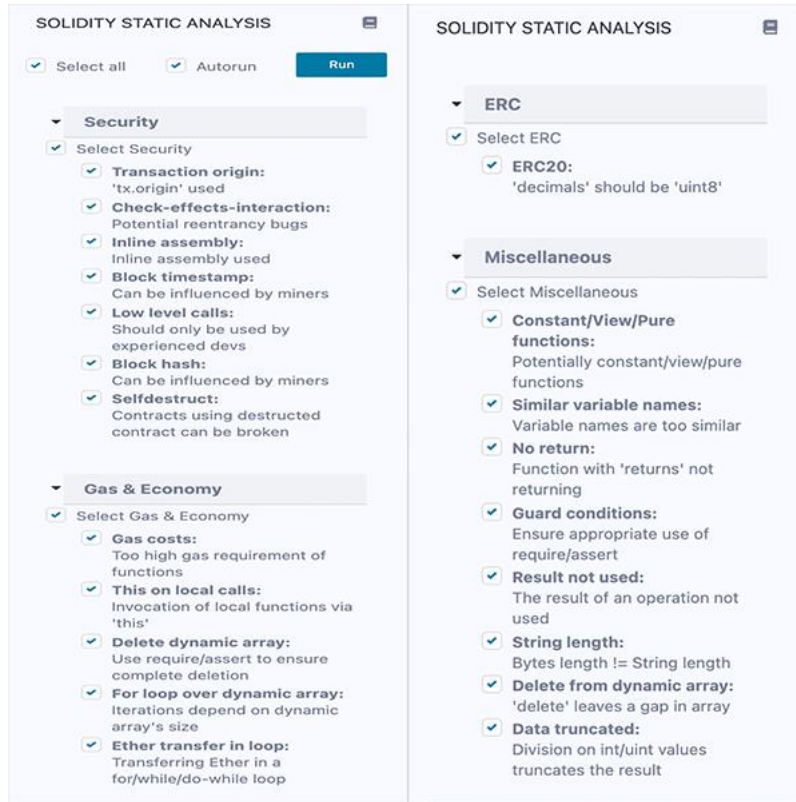 SOLIDITY STATIC ANALYSIS
Select all
Autorun
Run
Security
Select Security
Transaction origin:
'tx.origin' used
Check-effects-interaction:
Potential reentrancy bugs
Inline assembly:
Inline assembly used
Block timestamp:
Can be influenced by miners
Low level calls:
Should only be used by
experienced devs
Block hash:
Can be influenced by miners
Selfdestruct:
Contracts using destructed
contract can be broken
Gas & Economy
Select Gas & Economy
Gas costs:
Too high gas requirement of
functions
This on local calls:
Invocation of local functions via
'this'
Delete dynamic array:
Use require/assert to ensure
complete deletion
For loop over dynamic array:
Iterations depend on dynamic
array's size
Ether transfer in loop:
Transferring Ether in a
for/while/do-while loop
SOLIDITY STATIC ANALYSIS
ERC
Select ERC
ERC20:
'decimals' should be 'uint8'
Miscellaneous
Select Miscellaneous
Constant/View/Pure
functions:
Potentially constant/view/pure
functions
Similar variable names:
Variable names are too similar
No return:
Function with 'returns' not
returning
Guard conditions:
Ensure appropriate use of
require/assert
Result not used:
The result of an operation not
used
String length:
Bytes length != String length
Delete from dynamic array:
'delete' leaves a gap in array
Data truncated:
Division on int/uint values
truncates the result